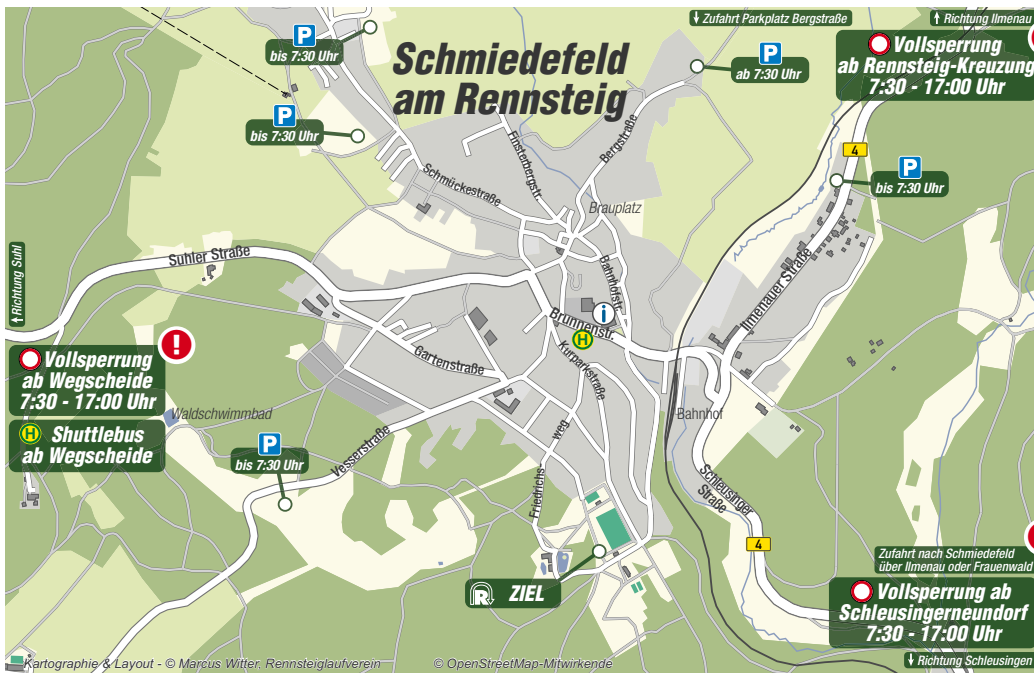 ↓ Zufahrt Parkplatz Bergstraße
↑ Richtung Ilmenau
Schmiedefeld
am Rennsteig
P
bis 7:30 Uhr
P
ab 7:30 Uhr
Vollsperrung
ab Rennsteig-Kreuzung
7:30 - 17:00 Uhr
P
bis 7:30 Uhr
4
P
bis 7:30 Uhr
Finsterbergstr.
Bergstraße
Schmückestraße
Brauplatz
↑ Richtung Suhl
Suhler Straße
Bahnhofstr.
Ilmenauer Straße
i
Brunnenstr.
H
!
Vollsperrung
ab Wegscheide
7:30 - 17:00 Uhr
Gartenstraße
Kurparkstraße
Waldschwimmbad
Bahnhof
H Shuttlebus
ab Wegscheide
P
bis 7:30 Uhr
Vesserstraße
Friedrichs-
weg
Schleusinger
Straße
4
Zufahrt nach Schmiedefeld
über Ilmenau oder Frauenwald
R ZIEL
Vollsperrung ab
Schleusingerneundorf
7:30 - 17:00 Uhr
↓ Richtung Schleusingen
Kartographie & Layout - © Marcus Witter, Rennsteiglaufverein
© OpenStreetMap-Mitwirkende